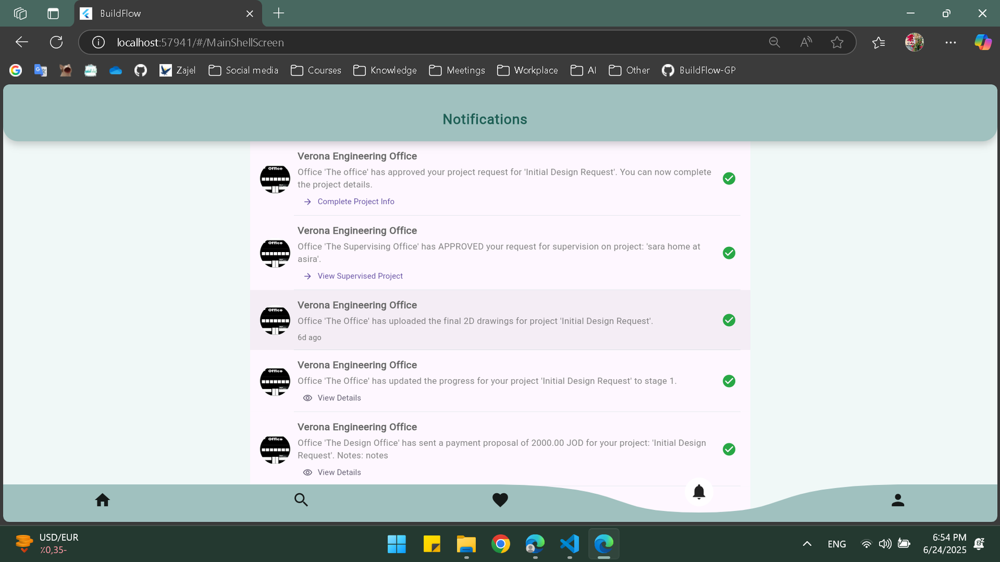 BuildFlow
localhost:57941/#/MainShellScreen
Zajel
Social media
Courses
Knowledge
Meetings
Workplace
AI
Other
BuildFlow-GP
Notifications
Verona Engineering Office
Office 'The office' has approved your project request for 'Initial Design Request'. You can now complete
the project details.
Complete Project Info
Verona Engineering Office
Office 'The Supervising Office' has APPROVED your request for supervision on project: 'sara home at
asira'.
View Supervised Project
Verona Engineering Office
Office 'The Office' has uploaded the final 2D drawings for project 'Initial Design Request'.
6d ago
Verona Engineering Office
Office 'The Office' has updated the progress for your project 'Initial Design Request' to stage 1.
View Details
Verona Engineering Office
Office 'The Design Office' has sent a payment proposal of 2000.00 JOD for your project: 'Initial Design
Request'. Notes: notes
View Details
Office
Office
Office
Office
Office
USD/EUR
٪0,35-
ENG
6:54 PM
6/24/2025